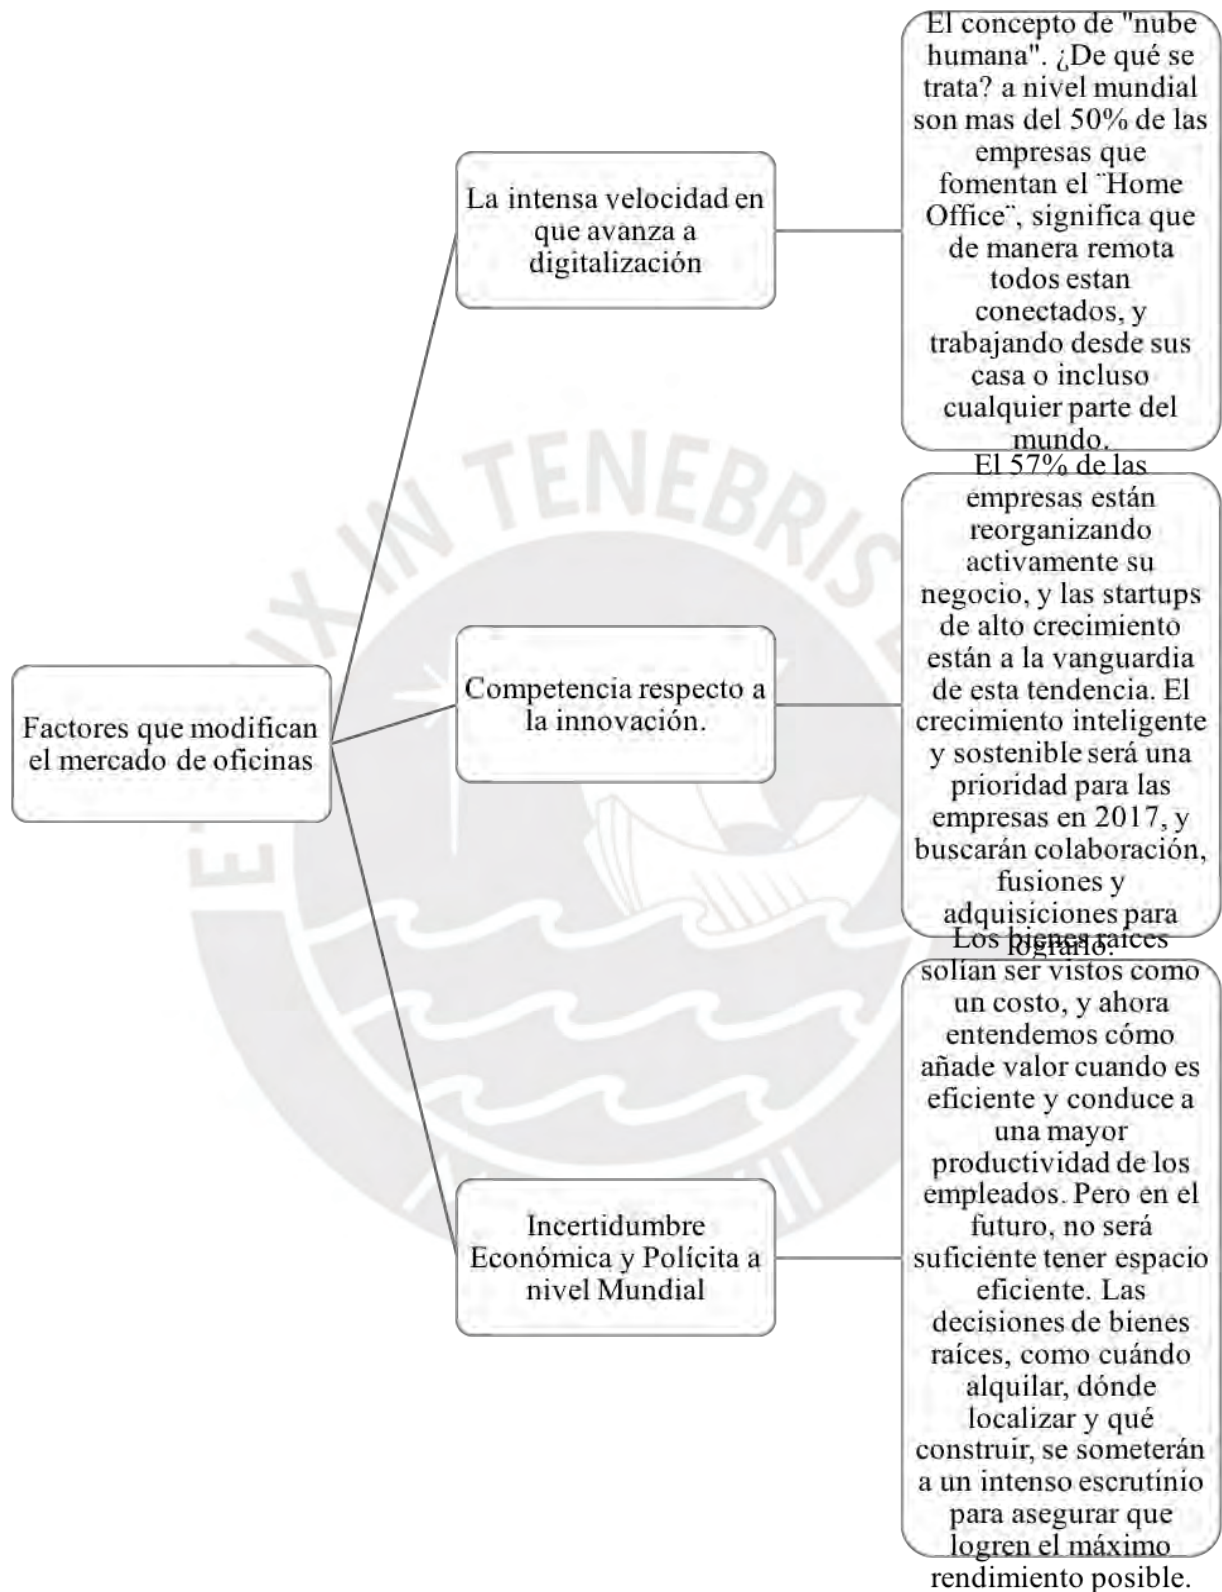 Factores que modifican
el mercado de oficinas
La intensa velocidad en
que avanza a
digitalización
El concepto de "nube
humana". ¿De qué se
trata? a nivel mundial
son mas del 50% de las
empresas que
fomentan el ¨Home
Office¨, significa que
de manera remota
todos estan
conectados, y
trabajando desde sus
casa o incluso
cualquier parte del
mundo.
Competencia respecto a
la innovación.
El 57% de las
empresas están
reorganizando
activamente su
negocio, y las startups
de alto crecimiento
están a la vanguardia
de esta tendencia. El
crecimiento inteligente
y sostenible será una
prioridad para las
empresas en 2017, y
buscarán colaboración,
fusiones y
adquisiciones para
lograrlo.
Incertidumbre
Económica y Polícita a
nivel Mundial
Los bienes raíces
solían ser vistos como
un costo, y ahora
entendemos cómo
añade valor cuando es
eficiente y conduce a
una mayor
productividad de los
empleados. Pero en el
futuro, no será
suficiente tener espacio
eficiente. Las
decisiones de bienes
raíces, como cuándo
alquilar, dónde
localizar y qué
construir, se someterán
a un intenso escrutinio
para asegurar que
logren el máximo
rendimiento posible.
IN TENEBRIS